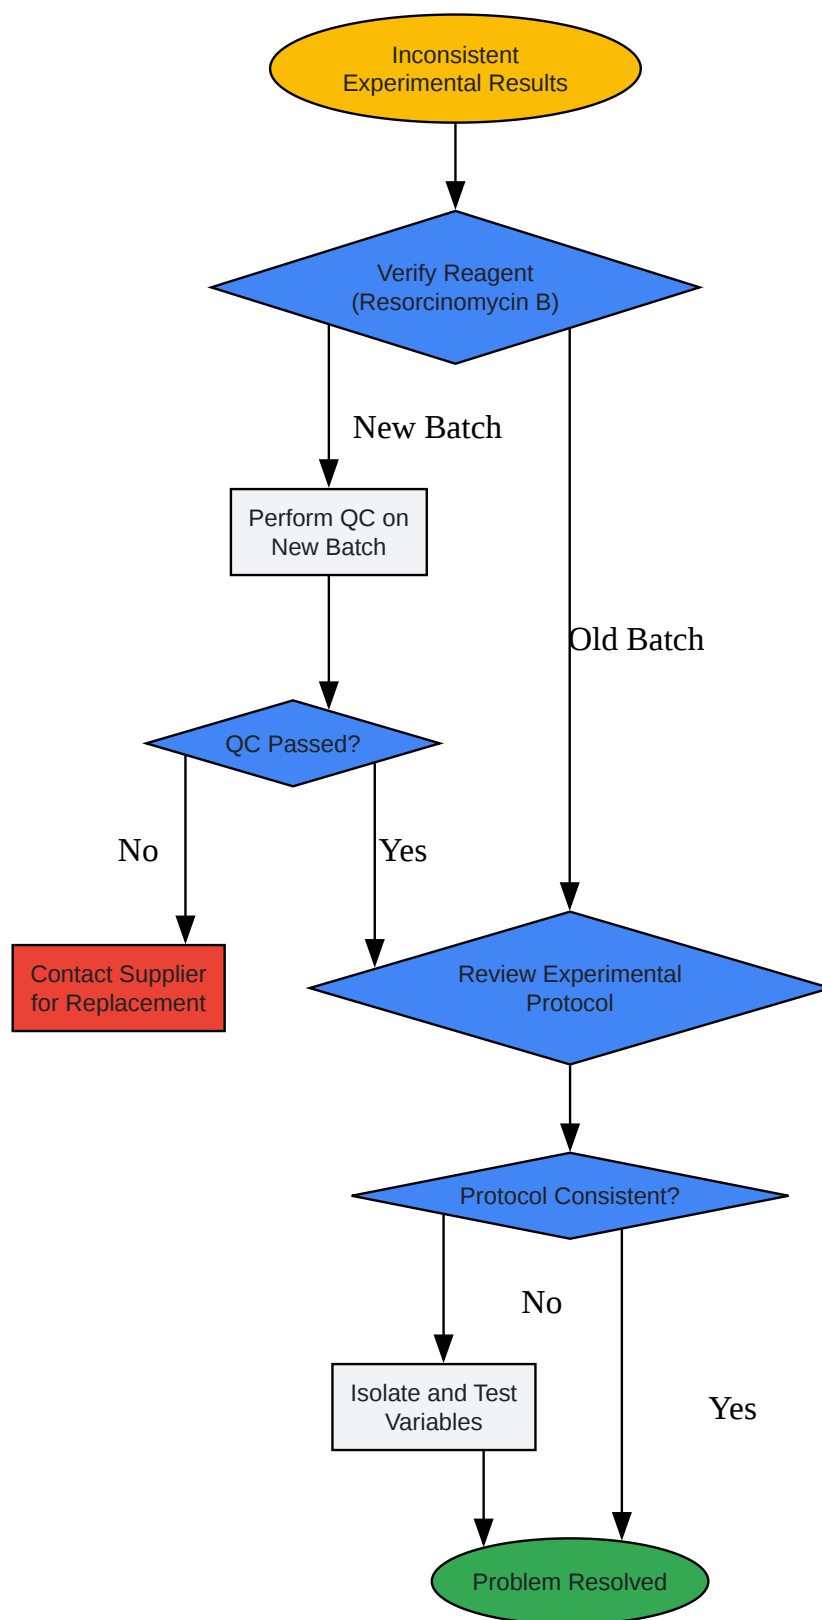 Inconsistent
Experimental Results
Verify Reagent
(Resorcinomycin B)
New Batch
Perform QC on
New Batch
Old Batch
QC Passed?
No
Yes
Contact Supplier
for Replacement
Review Experimental
Protocol
Protocol Consistent?
No
Isolate and Test
Variables
Yes
Problem Resolved